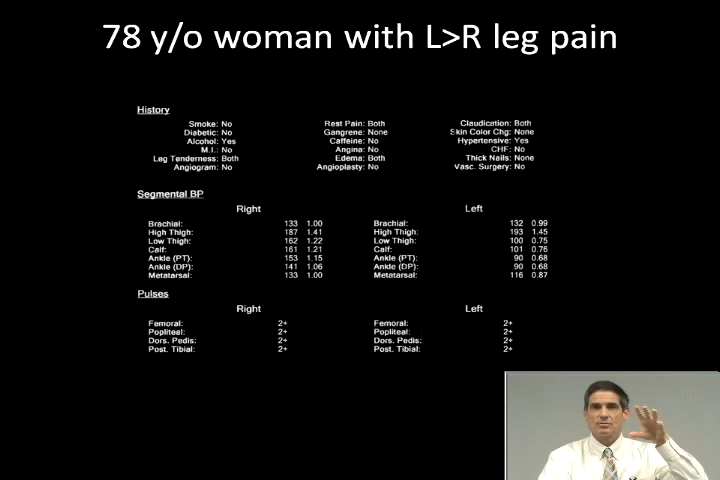 78 y/o woman with L>R leg pain
History
Smoke: No Rest Pain: Both Claudication: Both
Diabetic: No Gangrene: None Skin Color Chg: None
Alcohol: Yes Caffeine: No Hypertensive: Yes
M.I.: No Angina: No CHF: No
Leg Tenderness: Both Edema: Both Thick Nails: None
Angiogram: No Angioplasty: No Vasc. Surgery: No
Segmental BP
Right Left
Brachial: 133 1.00 Brachial: 132 0.99
High Thigh: 187 1.41 High Thigh: 193 1.45
Low Thigh: 162 1.22 Low Thigh: 100 0.75
Calf: 161 1.21 Calf: 101 0.76
Ankle (PT): 153 1.15 Ankle (PT): 90 0.68
Ankle (DP): 141 1.06 Ankle (DP): 90 0.68
Metatarsal: 133 1.00 Metatarsal: 116 0.87
Pulses
Right Left
Femoral: 2+ Femoral: 2+
Popliteal: 2+ Popliteal: 2+
Dors. Pedis: 2+ Dors. Pedis: 2+
Post. Tibial: 2+ Post. Tibial: 2+